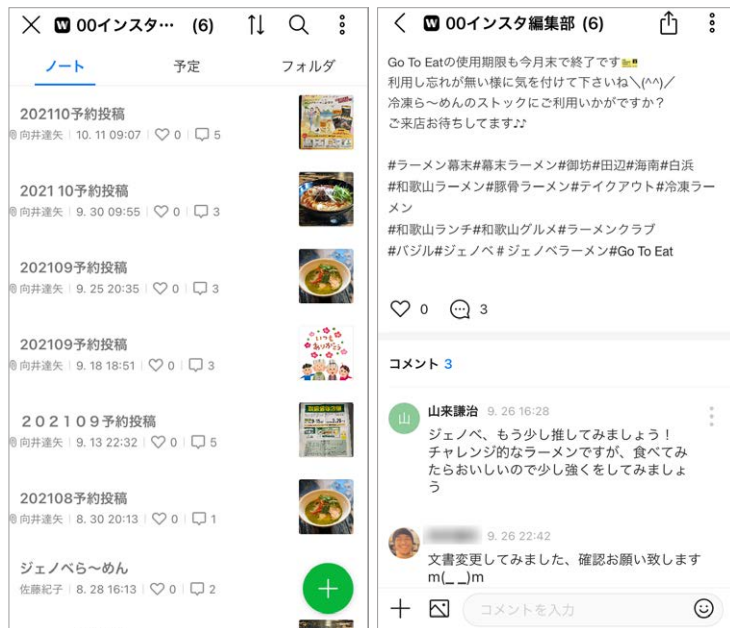 00インスタ… (6)
ノート 予定 フォルダ
202110予約投稿
向井達矢 10. 11 09:07 0 5
2021 10予約投稿
向井達矢 9. 30 09:55 0 3
202109予約投稿
向井達矢 9. 25 20:35 0 3
202109予約投稿
向井達矢 9. 18 18:51 0 3
いつも
ありがとう
２０２１０９予約投稿
向井達矢 9. 13 22:32 0 5
202108予約投稿
向井達矢 8. 30 20:13 0 1
ジェノベら〜めん
佐藤紀子 8. 28 16:13 0 2
W 00インスタ編集部 (6)
Go To Eatの使用期限も今月末で終了です
利用し忘れが無い様に気を付けて下さいね＼(^^)／
冷凍ら〜めんのストックにご利用いかがですか？
ご来店お待ちしてます♪♪
#ラーメン幕末#幕末ラーメン#御坊#田辺#海南#白浜
#和歌山ラーメン#豚骨ラーメン#テイクアウト#冷凍ラー
メン
#和歌山ランチ#和歌山グルメ#ラーメンクラブ
#バジル#ジェノベ＃ジェノベラーメン#Go To Eat
0 3
コメント 3
山 山来謙治 9. 26 16:28
ジェノベ、もう少し推してみましょう！
チャレンジ的なラーメンですが、食べてみ
たらおいしいので少し強くをしてみましょ
う
9. 26 22:42
文書変更してみました、確認お願い致します
m(_ _)m
コメントを入力